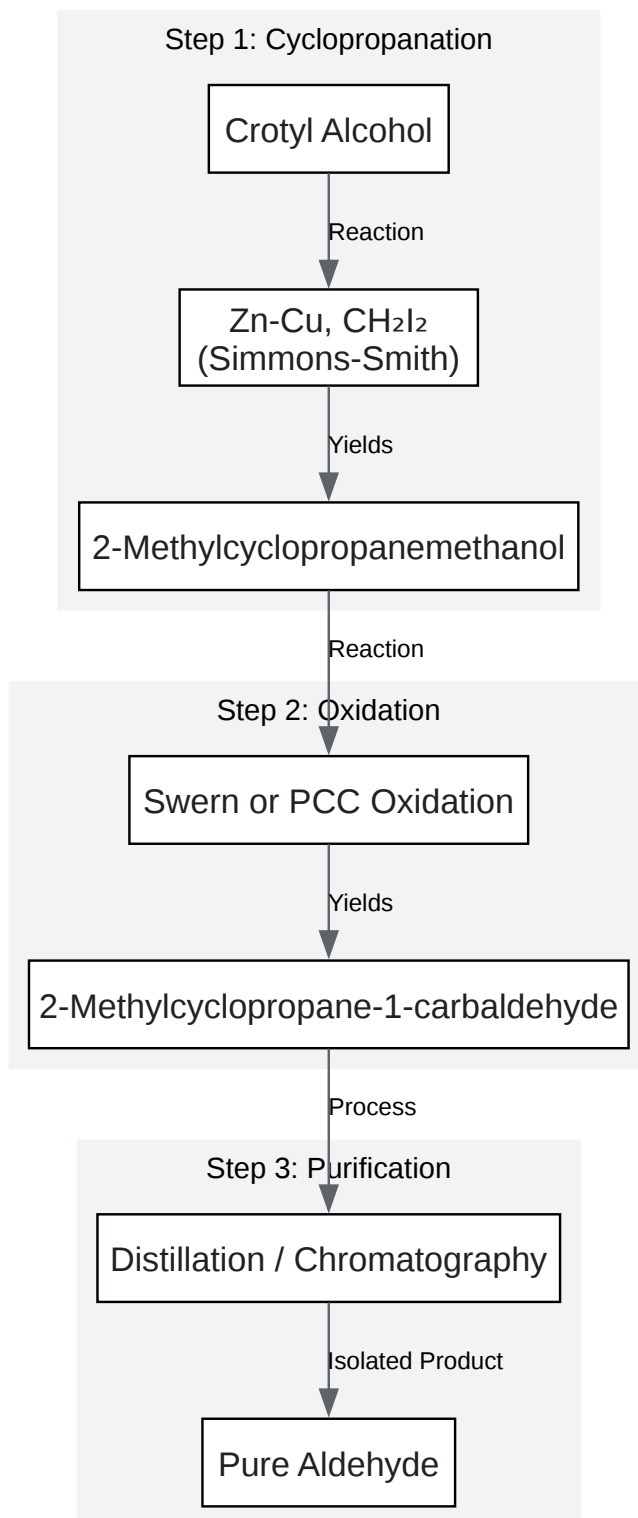 Step 1: Cyclopropanation
Crotyl Alcohol
Reaction
Zn-Cu, CH₂I₂
(Simmons-Smith)
Yields
2-Methylcyclopropanemethanol
Reaction
Step 2: Oxidation
Swern or PCC Oxidation
Yields
2-Methylcyclopropane-1-carbaldehyde
Process
Step 3: Purification
Distillation / Chromatography
Isolated Product
Pure Aldehyde